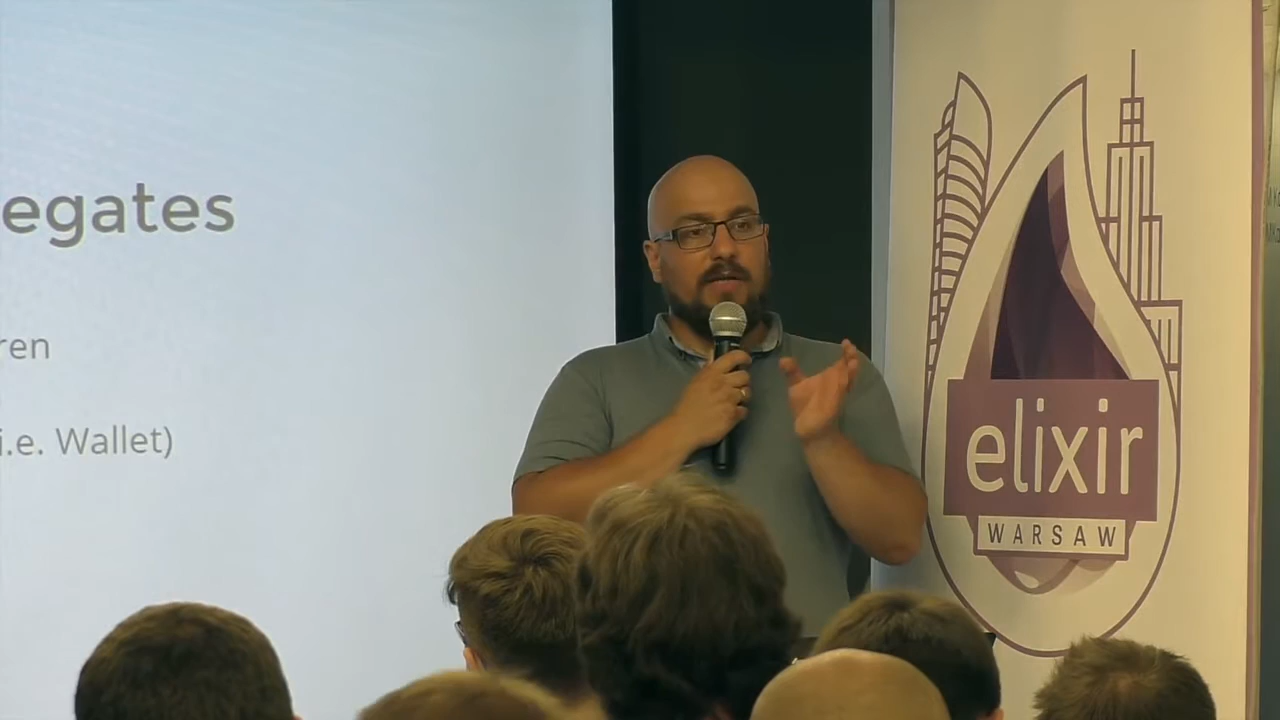 egates
ren
i.e. Wallet)
elixir
WARSAW